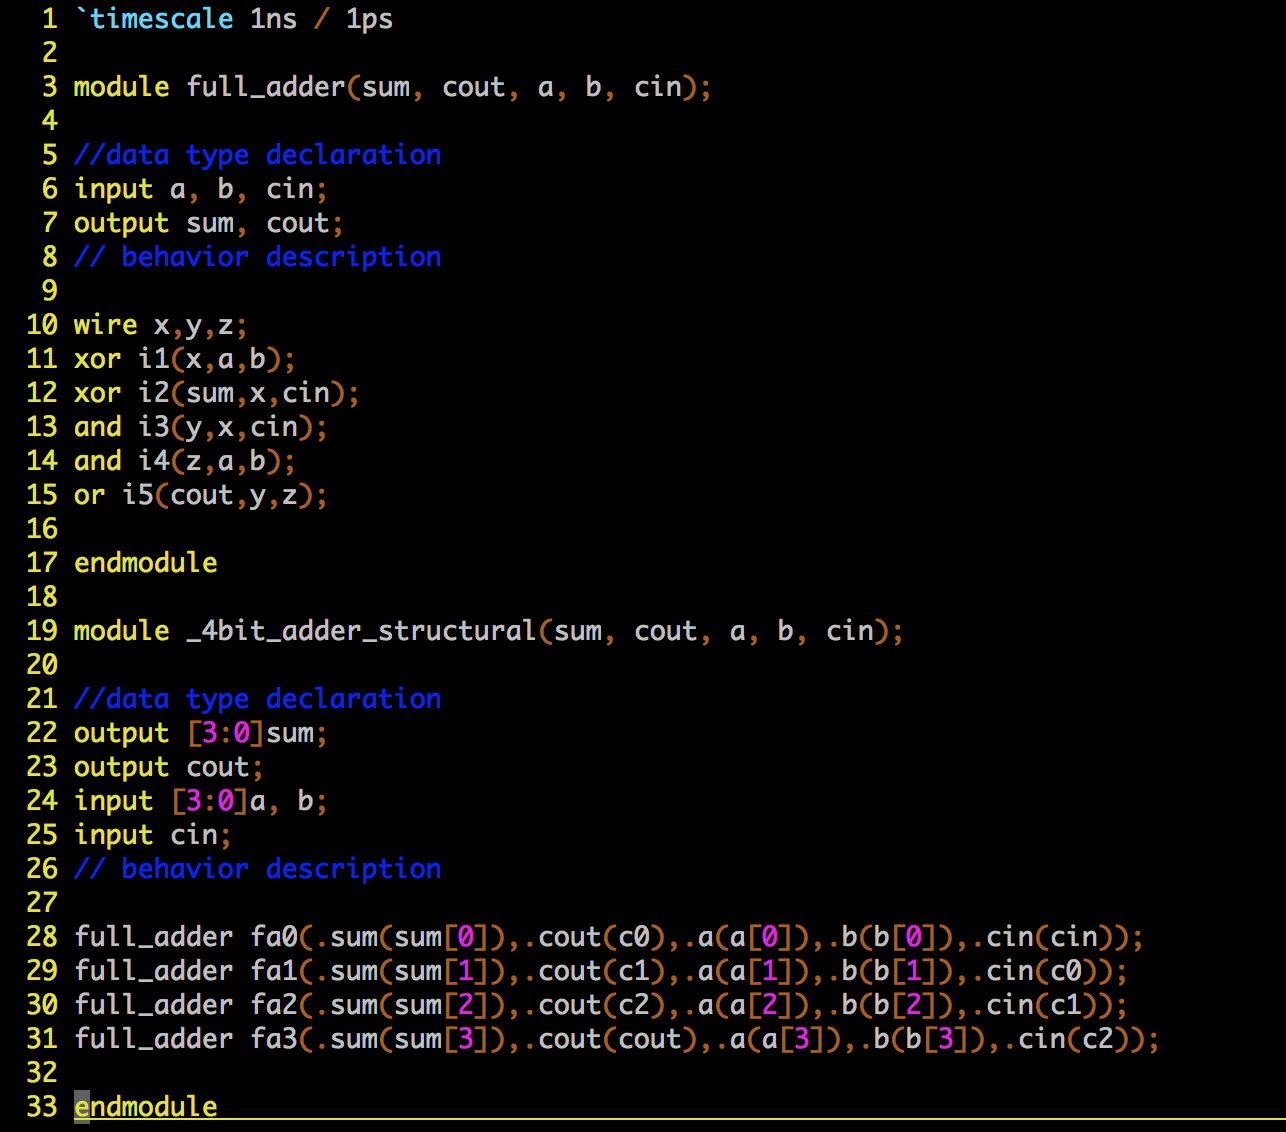 1 `timescale 1ns / 1ps
2
3 module full_adder(sum, cout, a, b, cin);
4
5 //data type declaration
6 input a, b, cin;
7 output sum, cout;
8 // behavior description
9
10 wire x,y,z;
11 xor i1(x,a,b);
12 xor i2(sum,x,cin);
13 and i3(y,x,cin);
14 and i4(z,a,b);
15 or i5(cout,y,z);
16
17 endmodule
18
19 module _4bit_adder_structural(sum, cout, a, b, cin);
20
21 //data type declaration
22 output [3:0]sum;
23 output cout;
24 input [3:0]a, b;
25 input cin;
26 // behavior description
27
28 full_adder fa0(.sum(sum[0]),.cout(c0),.a(a[0]),.b(b[0]),.cin(cin));
29 full_adder fa1(.sum(sum[1]),.cout(c1),.a(a[1]),.b(b[1]),.cin(c0));
30 full_adder fa2(.sum(sum[2]),.cout(c2),.a(a[2]),.b(b[2]),.cin(c1));
31 full_adder fa3(.sum(sum[3]),.cout(cout),.a(a[3]),.b(b[3]),.cin(c2));
32
33 endmodule